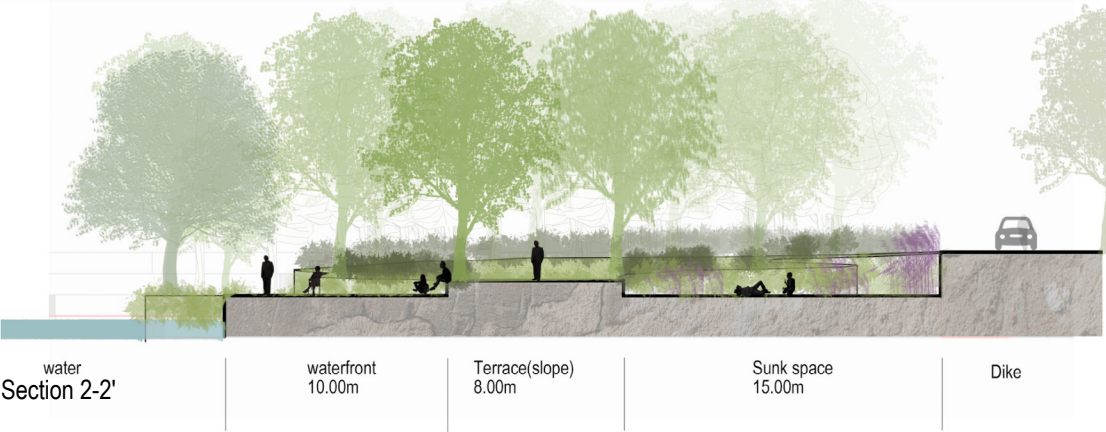 water
Section 2-2'
waterfront
10.00m
Terrace(slope)
8.00m
Sunk space
15.00m
Dike